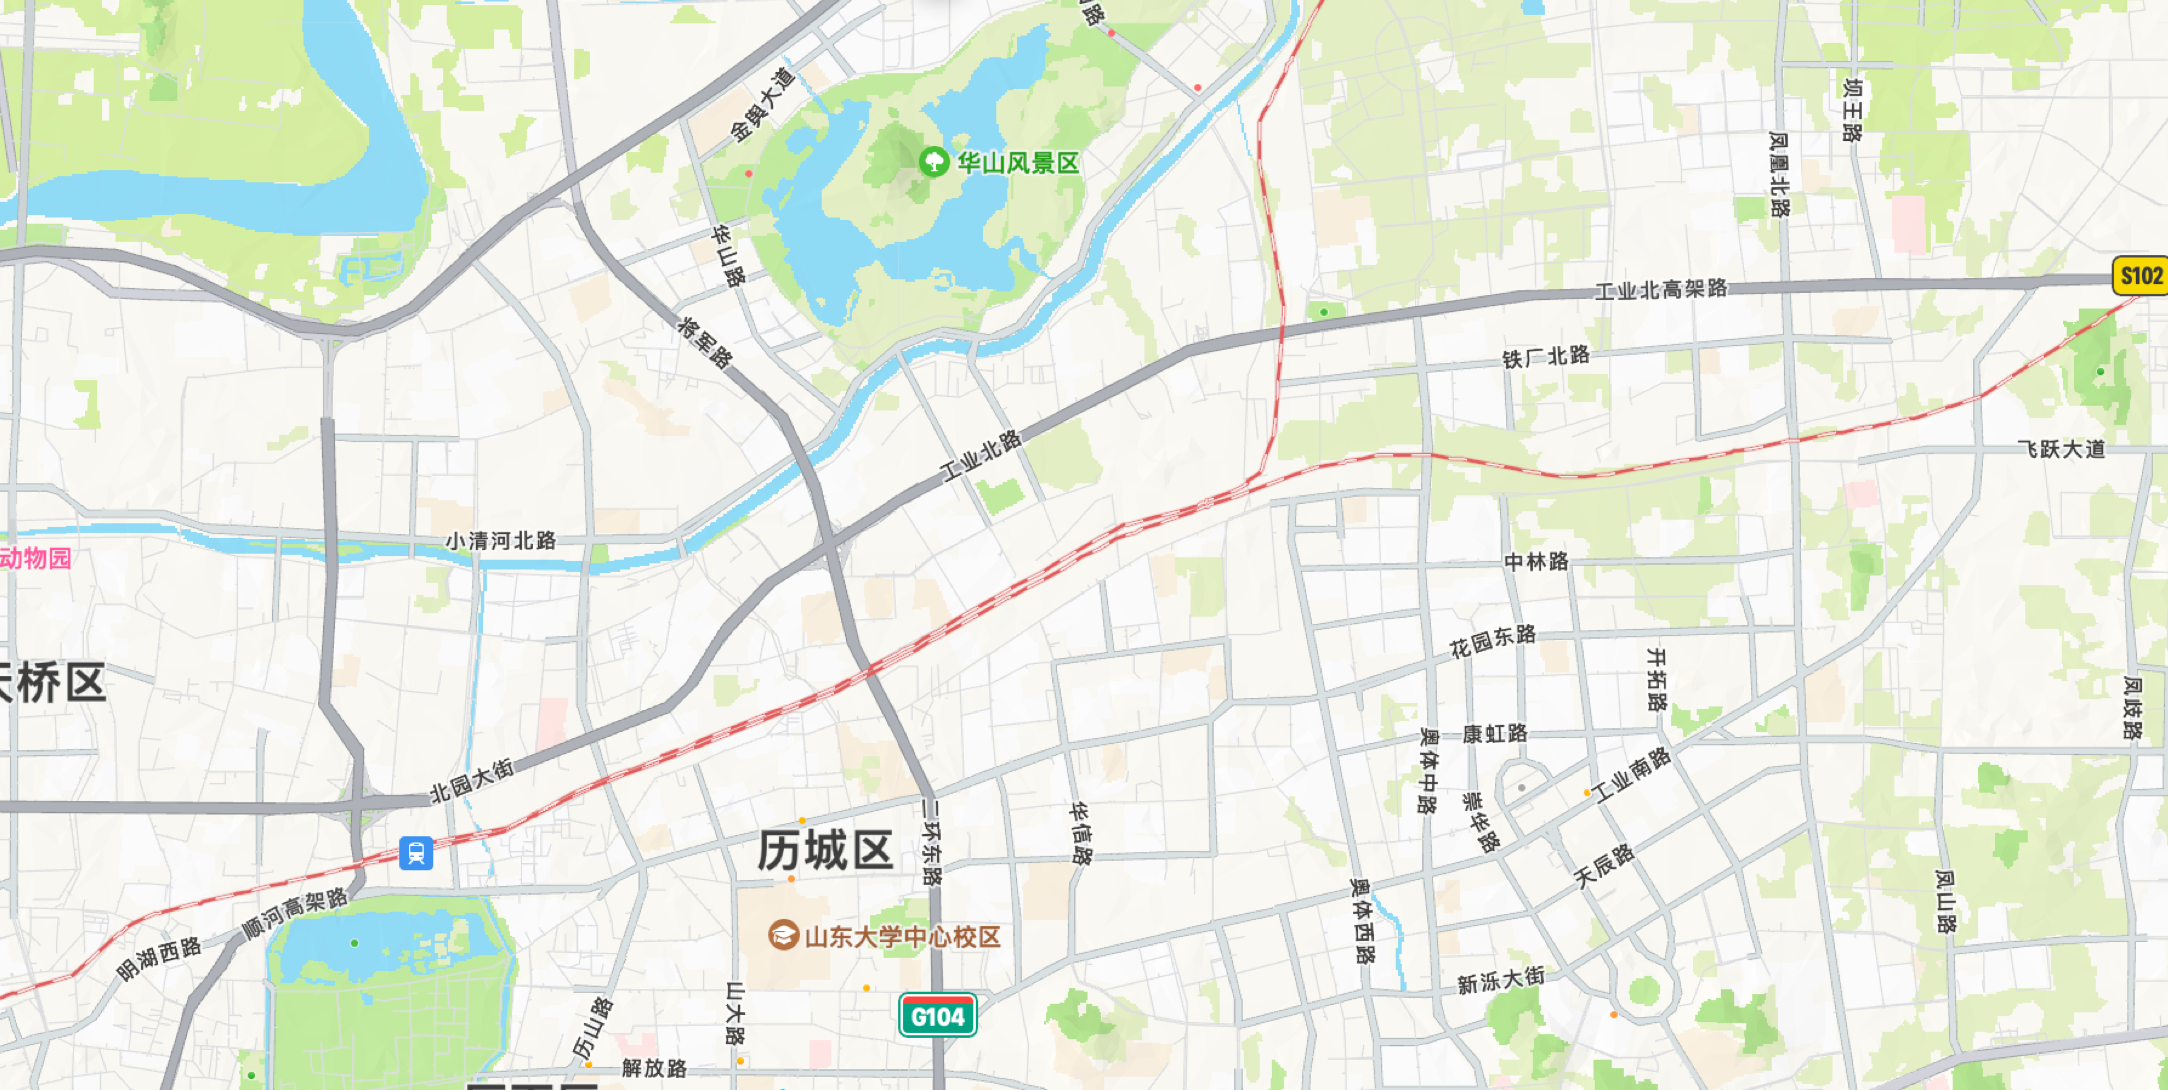 坝王路
金舆大道
凤凰北路
华山风景区
华山路
S102
工业北高架路
将军路
铁厂北路
工业北路
飞跃大道
小清河北路
动物园
中林路
花园东路
开拓路
桥区
凤歧路
康虹路
奥体中路
工业南路
北园大街
崇华路
二环东路
华信路
历城区
天辰路
奥体西路
凤山路
顺河高架路
山东大学中心校区
明湖西路
新泺大街
G104
山大路
历山路
解放路